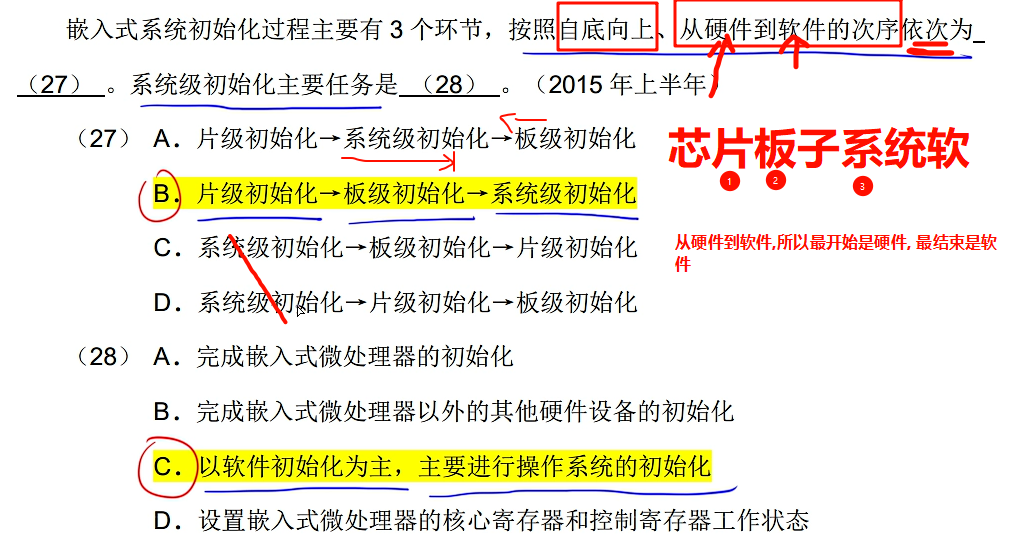 嵌入式系统初始化过程主要有 3 个环节，按照自底向上、从硬件到软件的次序依次为_
（27） 。系统级初始化主要任务是 （28） 。（2015 年上半年）
（27） A．片级初始化→系统级初始化→板级初始化
B．片级初始化→板级初始化→系统级初始化
C．系统级初始化→板级初始化→片级初始化
D．系统级初始化→片级初始化→板级初始化
芯片板子系统软
1 2 3
从硬件到软件,所以最开始是硬件, 最结束是软
件
（28） A．完成嵌入式微处理器的初始化
B．完成嵌入式微处理器以外的其他硬件设备的初始化
C．以软件初始化为主，主要进行操作系统的初始化
D．设置嵌入式微处理器的核心寄存器和控制寄存器工作状态